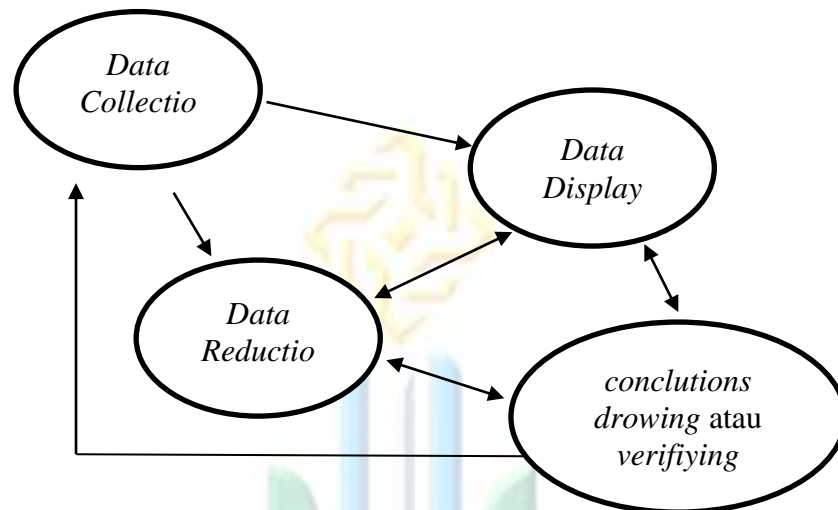 Data
Collectio
Data
Display
Data
Reductio
conclutions
drowing atau
verifiying